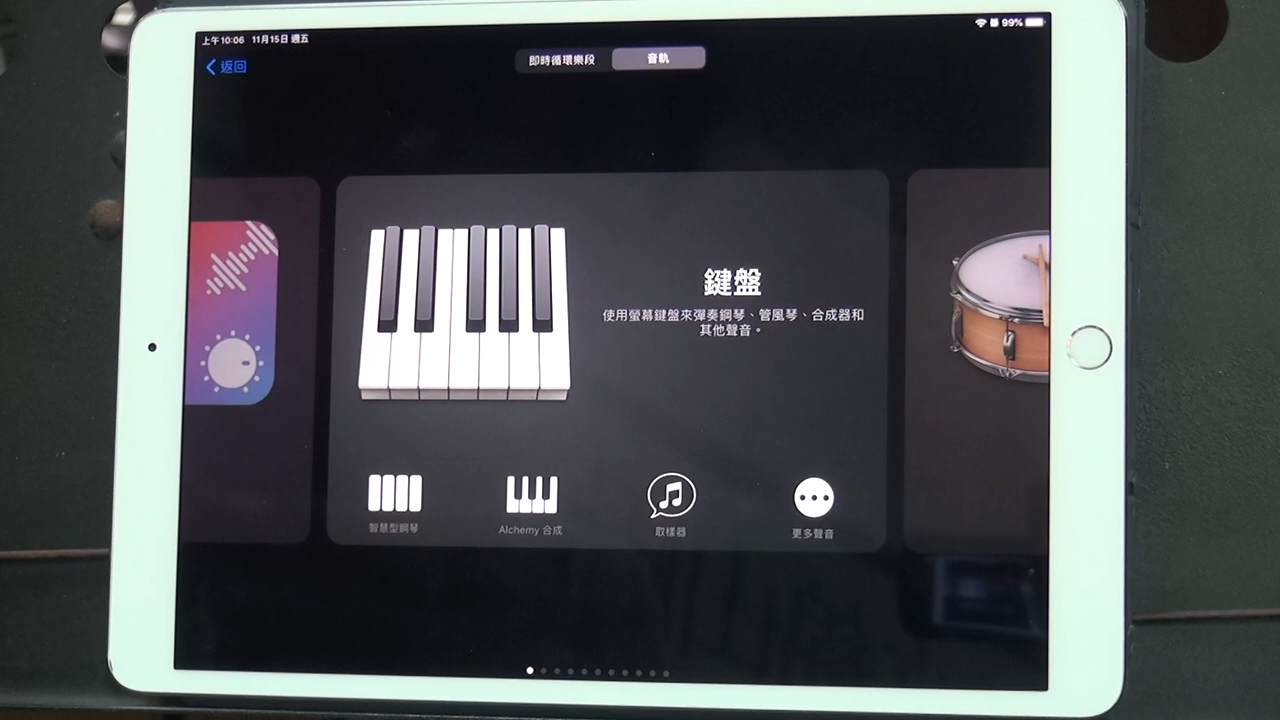 上午10:06 11月15日 週五
99%
返回
即時循環樂段
音軌
鍵盤
使用螢幕鍵盤來彈奏鋼琴、管風琴、合成器和
其他聲音。
智慧型鋼琴
Alchemy 合成
取樣器
更多聲音